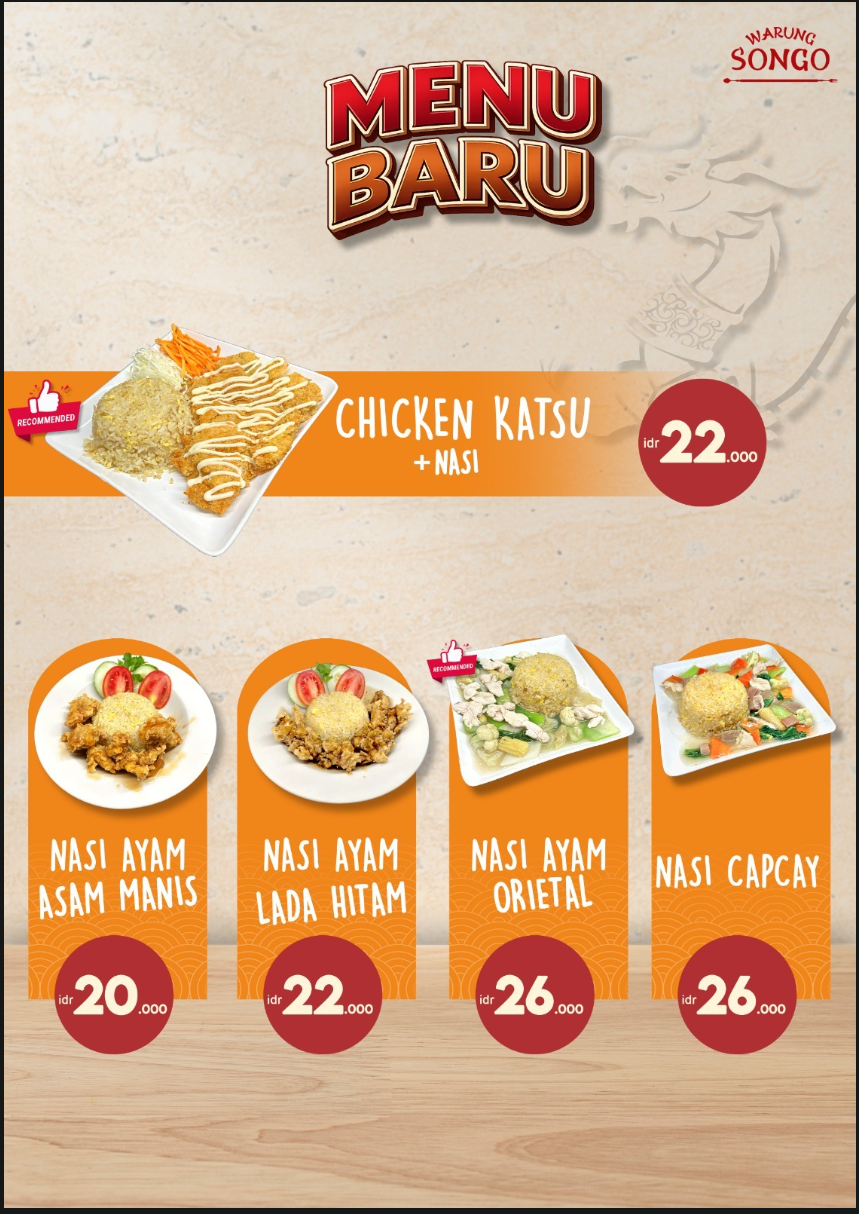 WARUNG
SONGO
MENU
BARU
RECOMMENDED
CHICKEN KATSU
+NASI
idr 22.000
RECOMMENDED
NASI AYAM
ASAM MANIS
idr 20.000
NASI AYAM
LADA HITAM
idr 22.000
NASI AYAM
ORIETAL
idr 26.000
NASI CAPCAY
idr 26.000